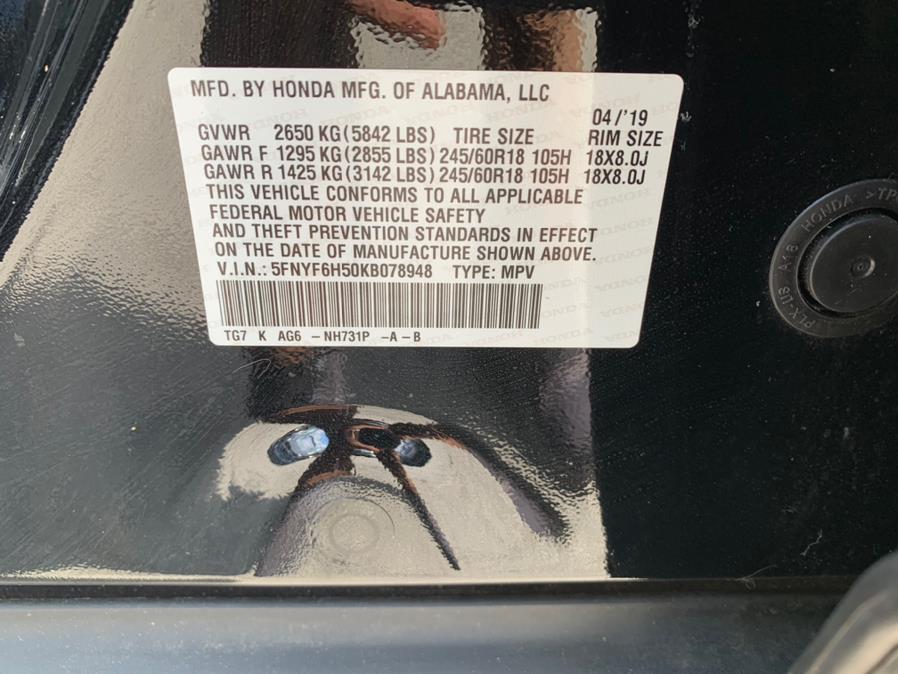 MFD. BY HONDA MFG. OF ALABAMA, LLC
04/'19
GVWR 2650 KG(5842 LBS) TIRE SIZE RIM SIZE
GAWR F 1295 KG(2855 LBS) 245/60R18 105H 18X8.0J
GAWR R 1425 KG(3142 LBS) 245/60R18 105H 18X8.0J
THIS VEHICLE CONFORMS TO ALL APPLICABLE
FEDERAL MOTOR VEHICLE SAFETY
AND THEFT PREVENTION STANDARDS IN EFFECT
ON THE DATE OF MANUFACTURE SHOWN ABOVE.
V.I.N.: 5FNYF6H50KB078948 TYPE: MPV
TG7 K AG6 -NH731P -A-B
A16 HONDA